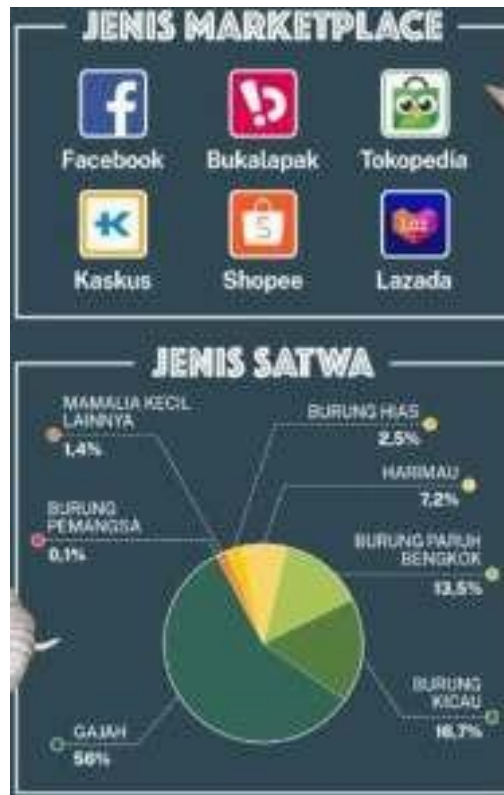 JENIS MARKETPLACE
Facebook
Bukalapak
Tokopedia
Kaskus
Shopee
Laz
Lazada
JENIS SATWA
MAMALIA KECIL
LAINNYA
1,4%
BURUNG HIAS
2,5%
HARIMAU
7,2%
BURUNG
PEMANGSA
0,1%
BURUNG PARUH
BENGKOK
13,5%
BURUNG
KICAU
16,7%
GAJAH
56%